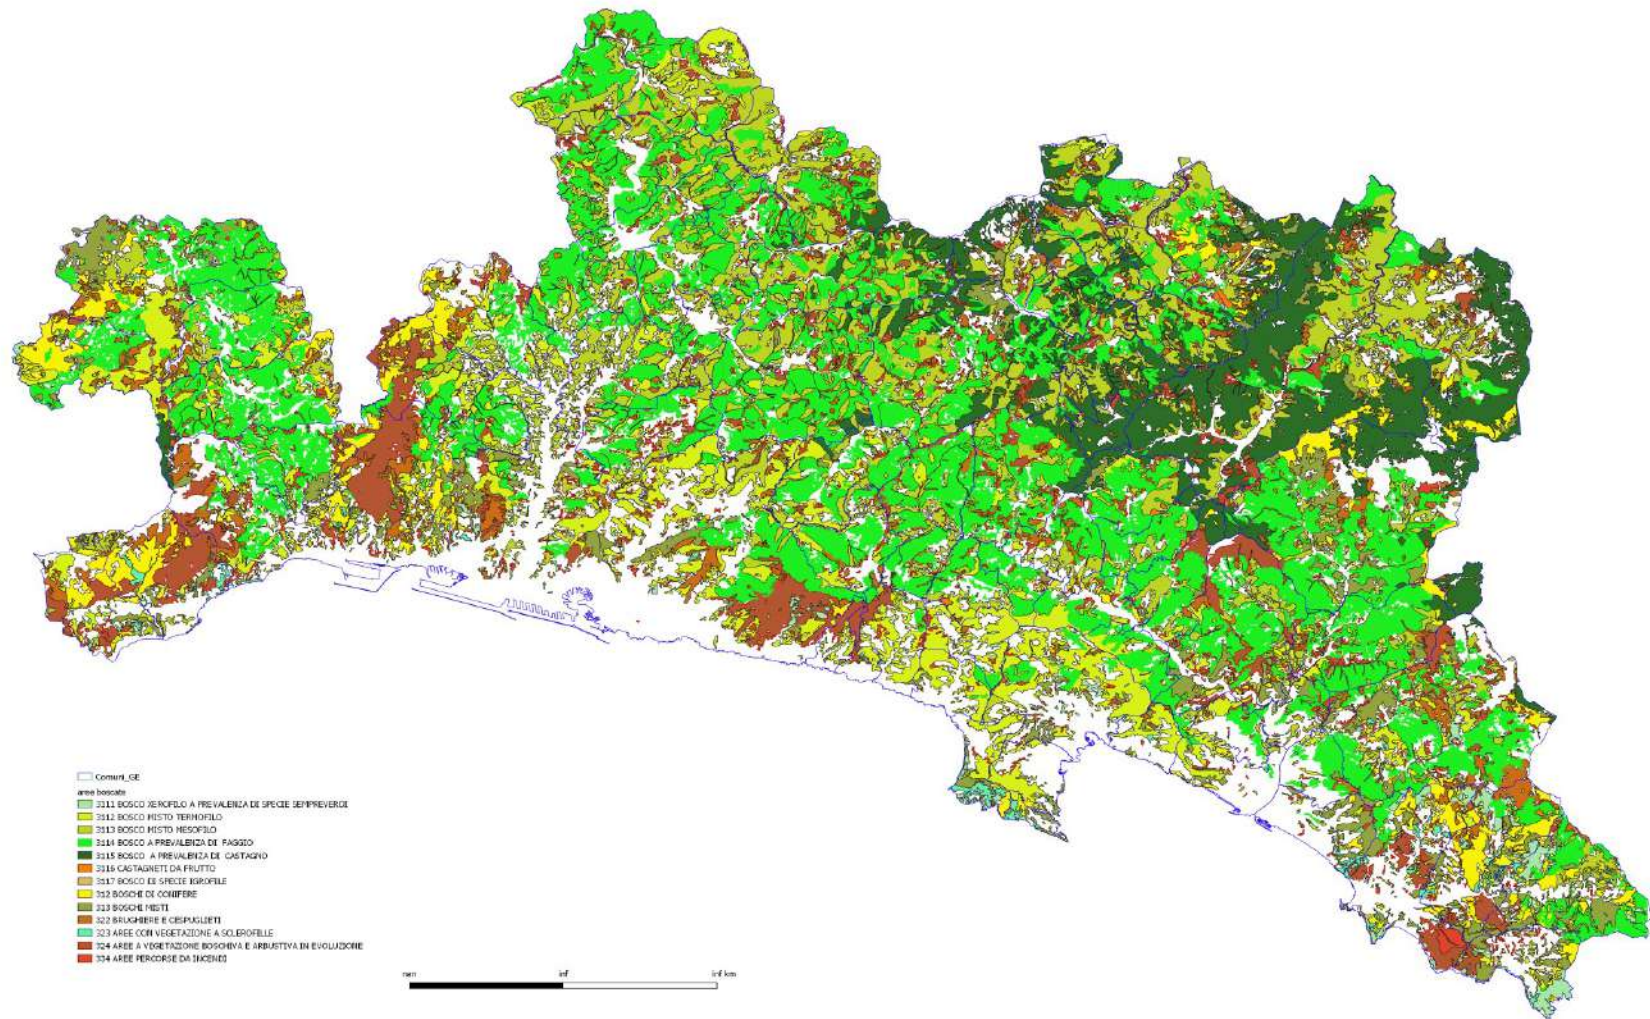 Comuni_GE
aree boscate
3111 BOSCO XEROFILO A PREVALENZA DI SPECIE SEMPREVERDI
3112 BOSCO MISTO TERMOFILO
3113 BOSCO MISTO MESOFILO
3114 BOSCO A PREVALENZA DI FAGGIO
3115 BOSCO A PREVALENZA DI CASTAGNO
3116 CASTAGNETI DA FRUTTO
3117 BOSCO DI SPECIE IGROFILE
312 BOSCHI DI CONIFERE
313 BOSCHI MISTI
322 BRUGHIERE E CESPUGLIETI
323 AREE CON VEGETAZIONE A SCLEROFILLE
324 AREE A VEGETAZIONE BOSCHIVA E ARBUSTIVA IN EVOLUZIONE
334 AREE PERCORSE DA INCENDI
nan inf inf km